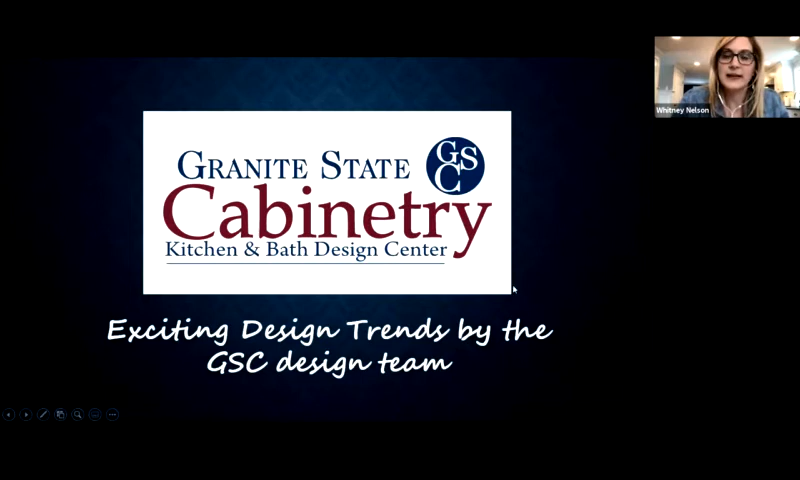 GRANITE STATE
GSC
Cabinetry
Kitchen & Bath Design Center
Exciting Design Trends by the
GSC design team
Whitney Nelson